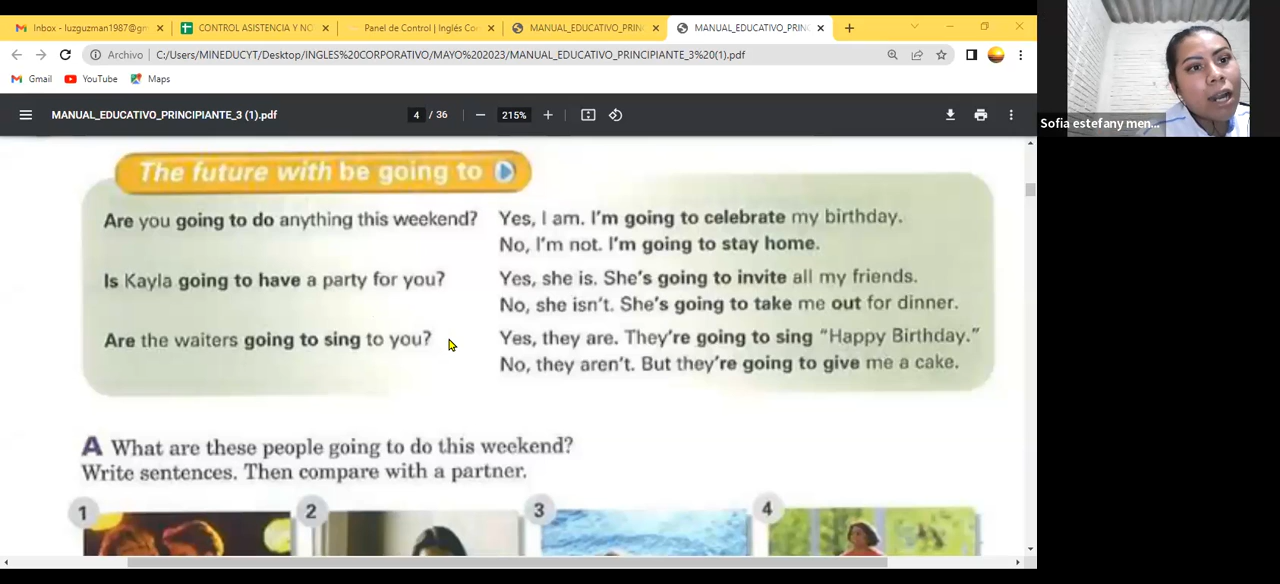 Inbox - luzguzman1987@gm
CONTROL ASISTENCIA Y NO
Panel de Control | Inglés Co
MANUAL_EDUCATIVO_PRIN
MANUAL_EDUCATIVO_PRIN
Archivo
C:/Users/MINEDUCYT/Desktop/INGLES%20CORPORATIVO/MAYO%202023/MANUAL_EDUCATIVO_PRINCIPIANTE_3%20(1).pdf
Gmail
YouTube
Maps
MANUAL_EDUCATIVO_PRINCIPIANTE_3 (1).pdf
4 / 36
215%
Sofia estefany men...
The future with be going to
Are you going to do anything this weekend?
Yes, I am. I'm going to celebrate my birthday.
No, I'm not. I'm going to stay home.
Is Kayla going to have a party for you?
Yes, she is. She's going to invite all my friends.
No, she isn't. She's going to take me out for dinner.
Are the waiters going to sing to you?
Yes, they are. They're going to sing “Happy Birthday.”
No, they aren't. But they're going to give me a cake.
A What are these people going to do this weekend?
Write sentences. Then compare with a partner.
1
2
3
4